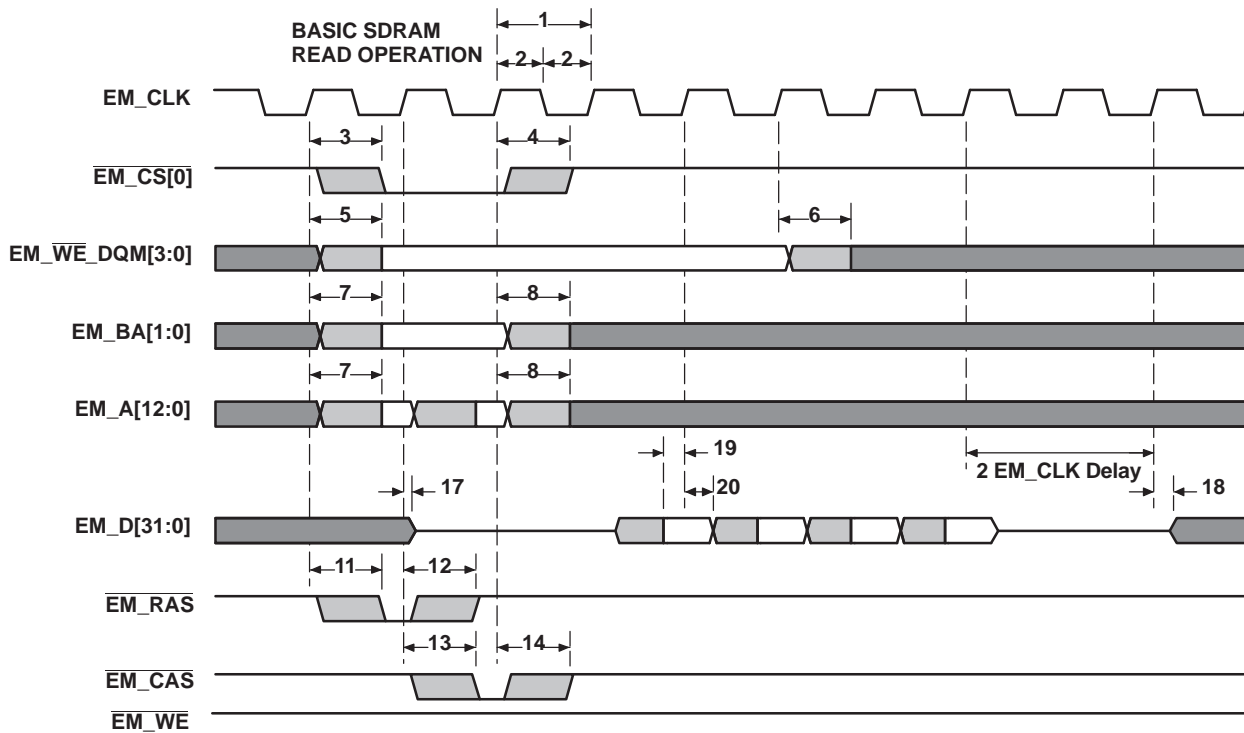 1
BASIC SDRAM
READ OPERATION
2 2
EM_CLK
3 4
EM_CS[0]
5 6
EM_WE_DQM[3:0]
7 8
EM_BA[1:0]
7 8
EM_A[12:0]
19
2 EM_CLK Delay
17 20 18
EM_D[31:0]
11 12
EM_RAS
13 14
EM_CAS
EM_WE